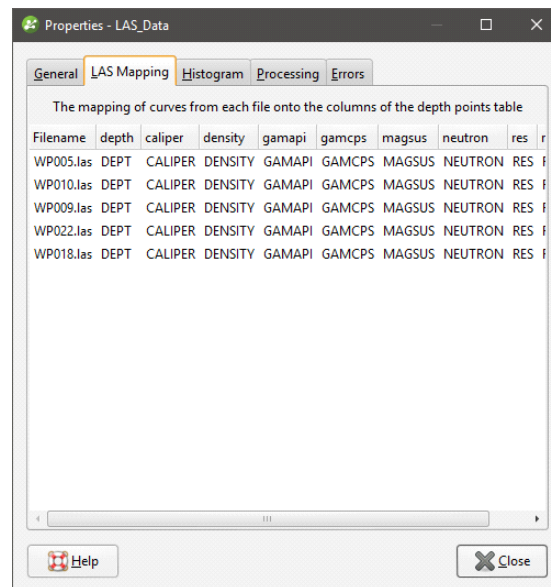 Properties - LAS_Data
General LAS Mapping Histogram Processing Errors
The mapping of curves from each file onto the columns of the depth points table
Filename depth caliper density gamapi gamcps magsus neutron res r
WP005.las DEPT CALIPER DENSITY GAMAPI GAMCPS MAGSUS NEUTRON RES
WP010.las DEPT CALIPER DENSITY GAMAPI GAMCPS MAGSUS NEUTRON RES
WP009.las DEPT CALIPER DENSITY GAMAPI GAMCPS MAGSUS NEUTRON RES
WP022.las DEPT CALIPER DENSITY GAMAPI GAMCPS MAGSUS NEUTRON RES
WP018.las DEPT CALIPER DENSITY GAMAPI GAMCPS MAGSUS NEUTRON RES
Help Close